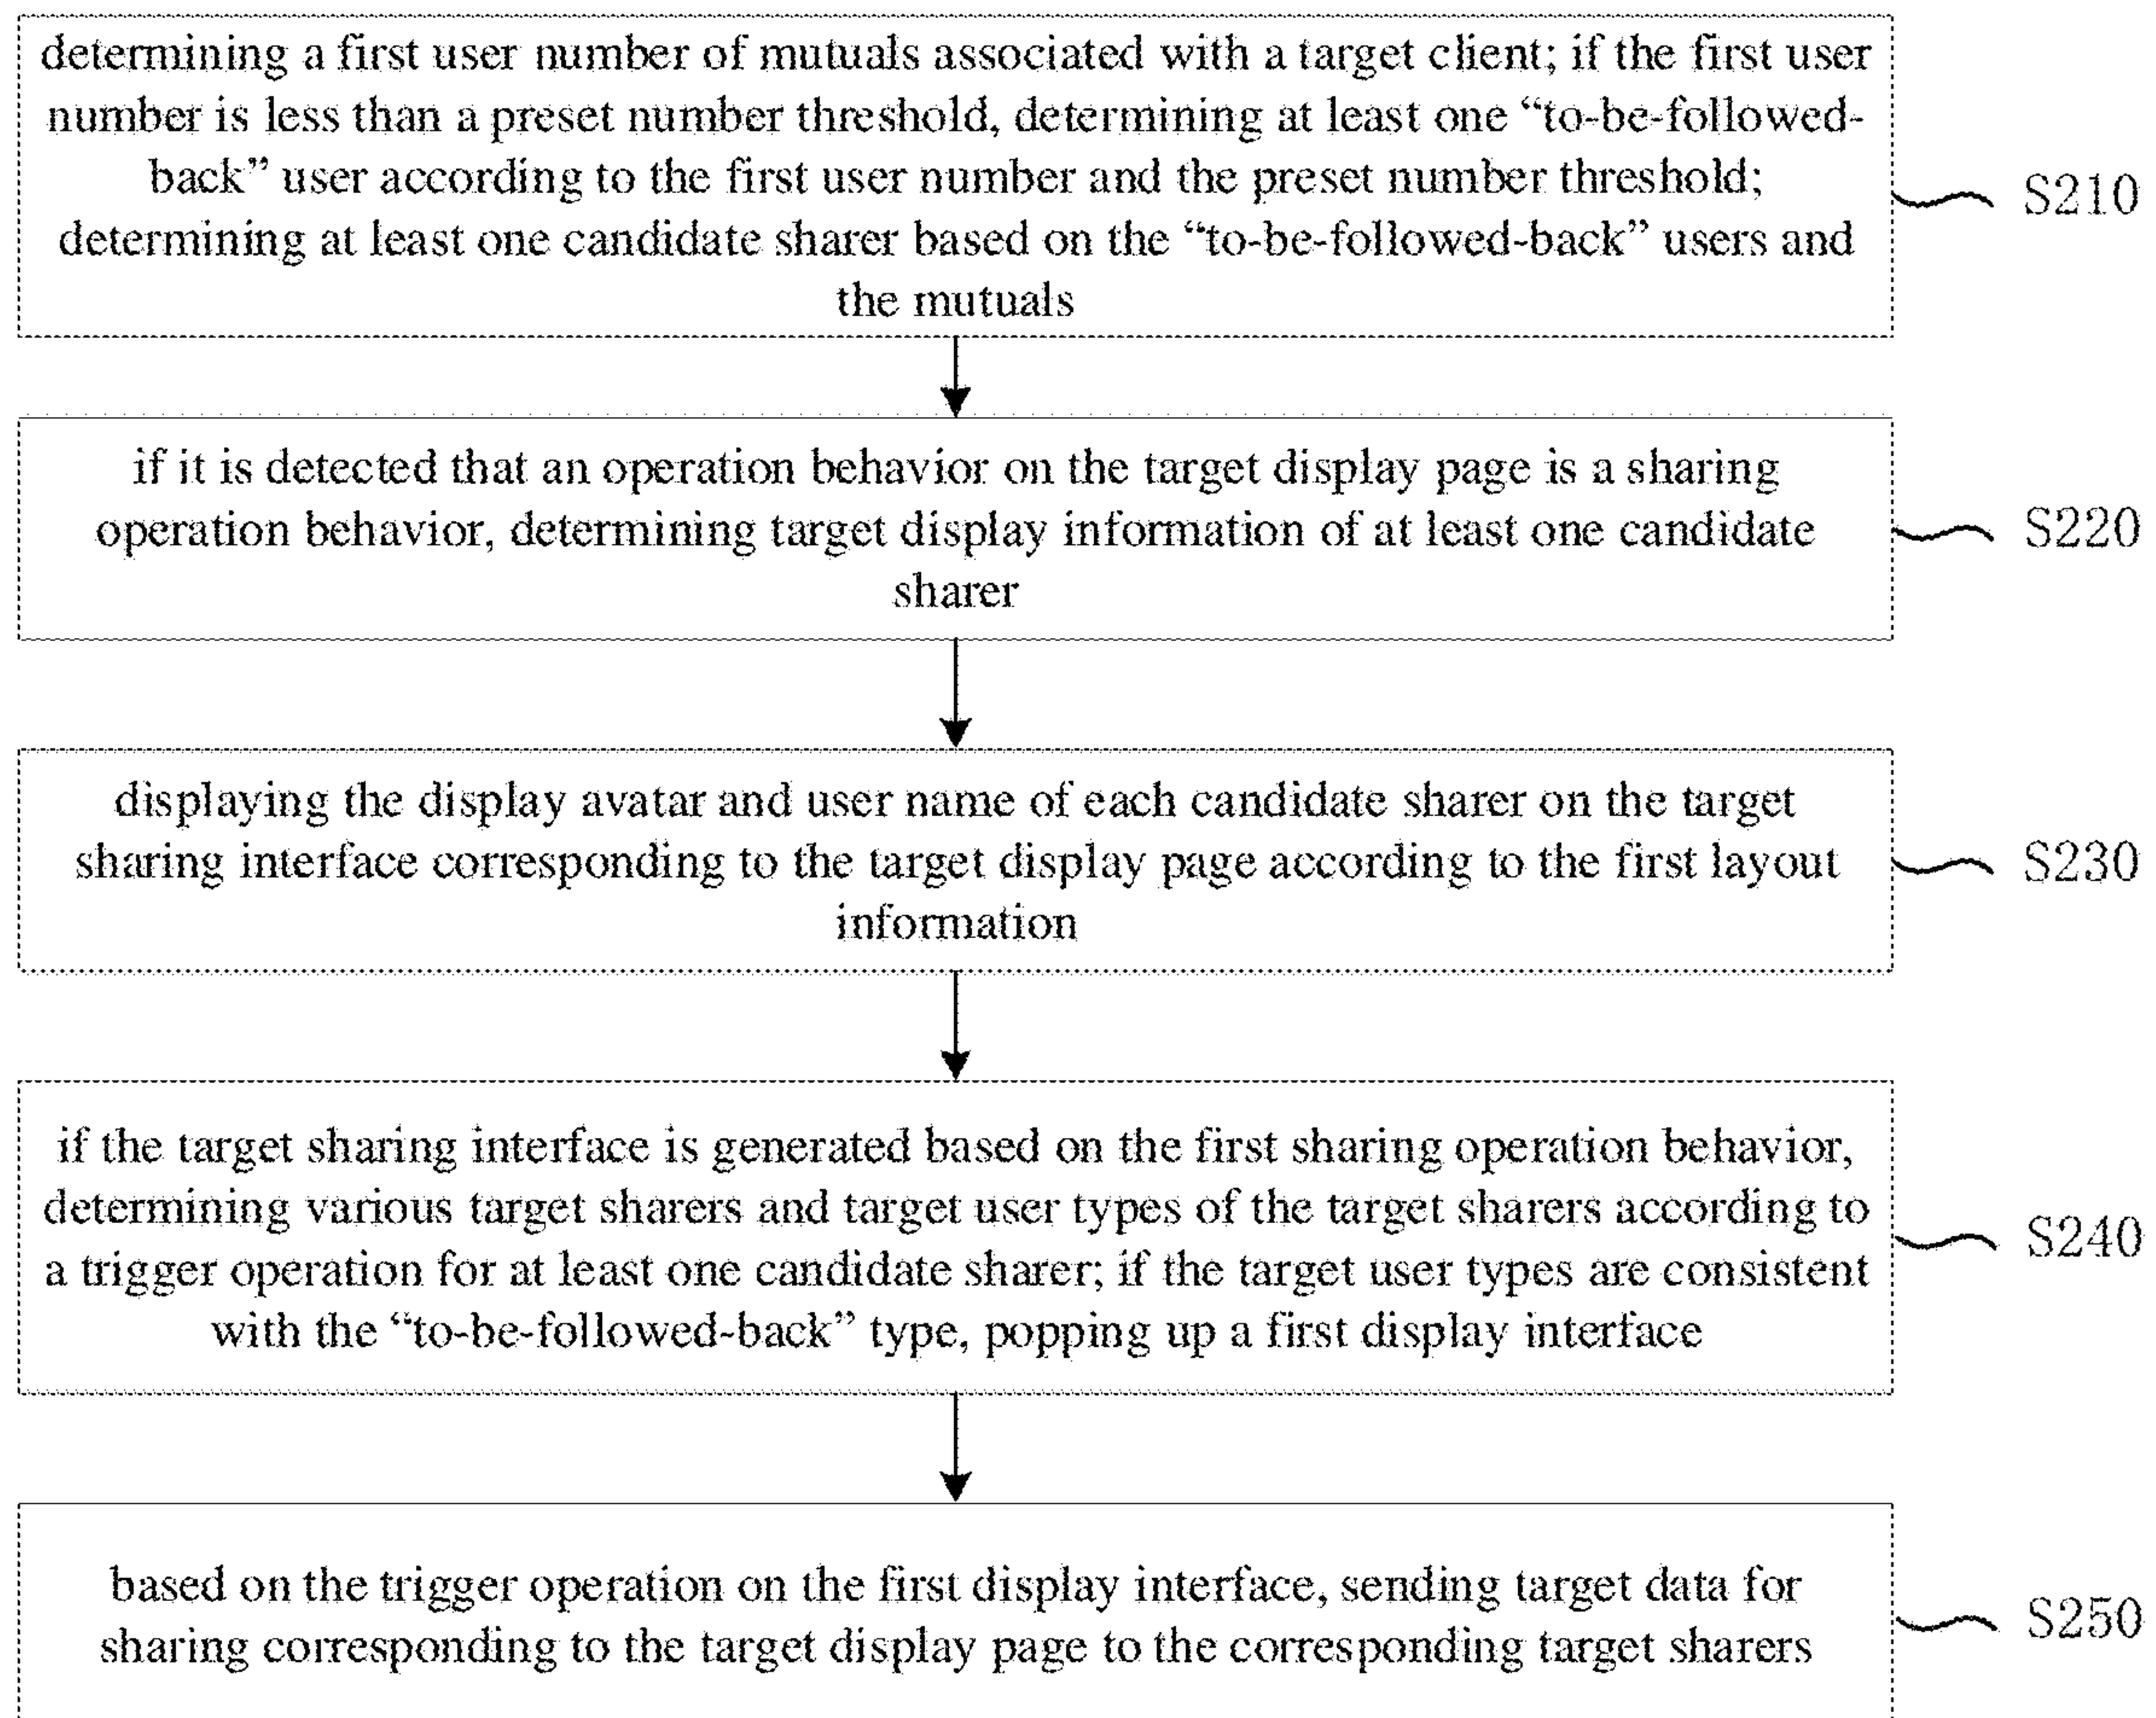 determining a first user number of mutuals associated with a target client; if the first user
number is less than a preset number threshold, determining at least one “to-be-followed-
back” user according to the first user number and the preset number threshold;
determining at least one candidate sharer based on the “to-be-followed-back” users and
the mutuals
S210
if it is detected that an operation behavior on the target display page is a sharing
operation behavior, determining target display information of at least one candidate
sharer
S220
displaying the display avatar and user name of each candidate sharer on the target
sharing interface corresponding to the target display page according to the first layout
information
S230
if the target sharing interface is generated based on the first sharing operation behavior,
determining various target sharers and target user types of the target sharers according to
a trigger operation for at least one candidate sharer; if the target user types are consistent
with the “to-be-followed-back” type, popping up a first display interface
S240
based on the trigger operation on the first display interface, sending target data for
sharing corresponding to the target display page to the corresponding target sharers
S250